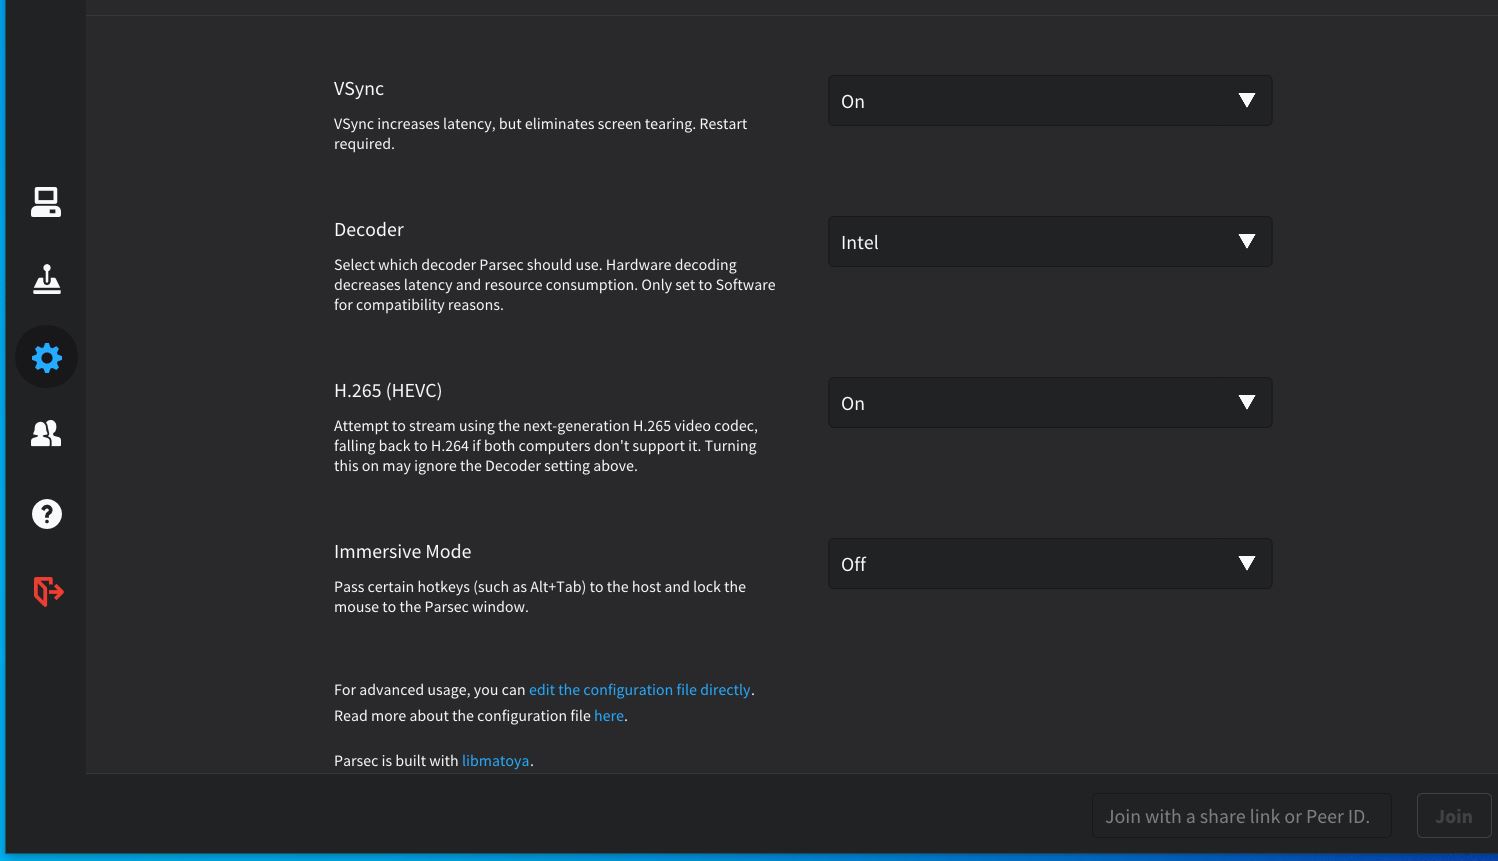 VSync
On
VSync increases latency, but eliminates screen tearing. Restart
required.
Decoder
Intel
Select which decoder Parsec should use. Hardware decoding
decreases latency and resource consumption. Only set to Software
for compatibility reasons.
H.265 (HEVC)
On
Attempt to stream using the next-generation H.265 video codec,
falling back to H.264 if both computers don't support it. Turning
this on may ignore the Decoder setting above.
Immersive Mode
Off
Pass certain hotkeys (such as Alt+Tab) to the host and lock the
mouse to the Parsec window.
For advanced usage, you can edit the configuration file directly.
Read more about the configuration file here.
Parsec is built with libmatoya.
Join with a share link or Peer ID.
Join